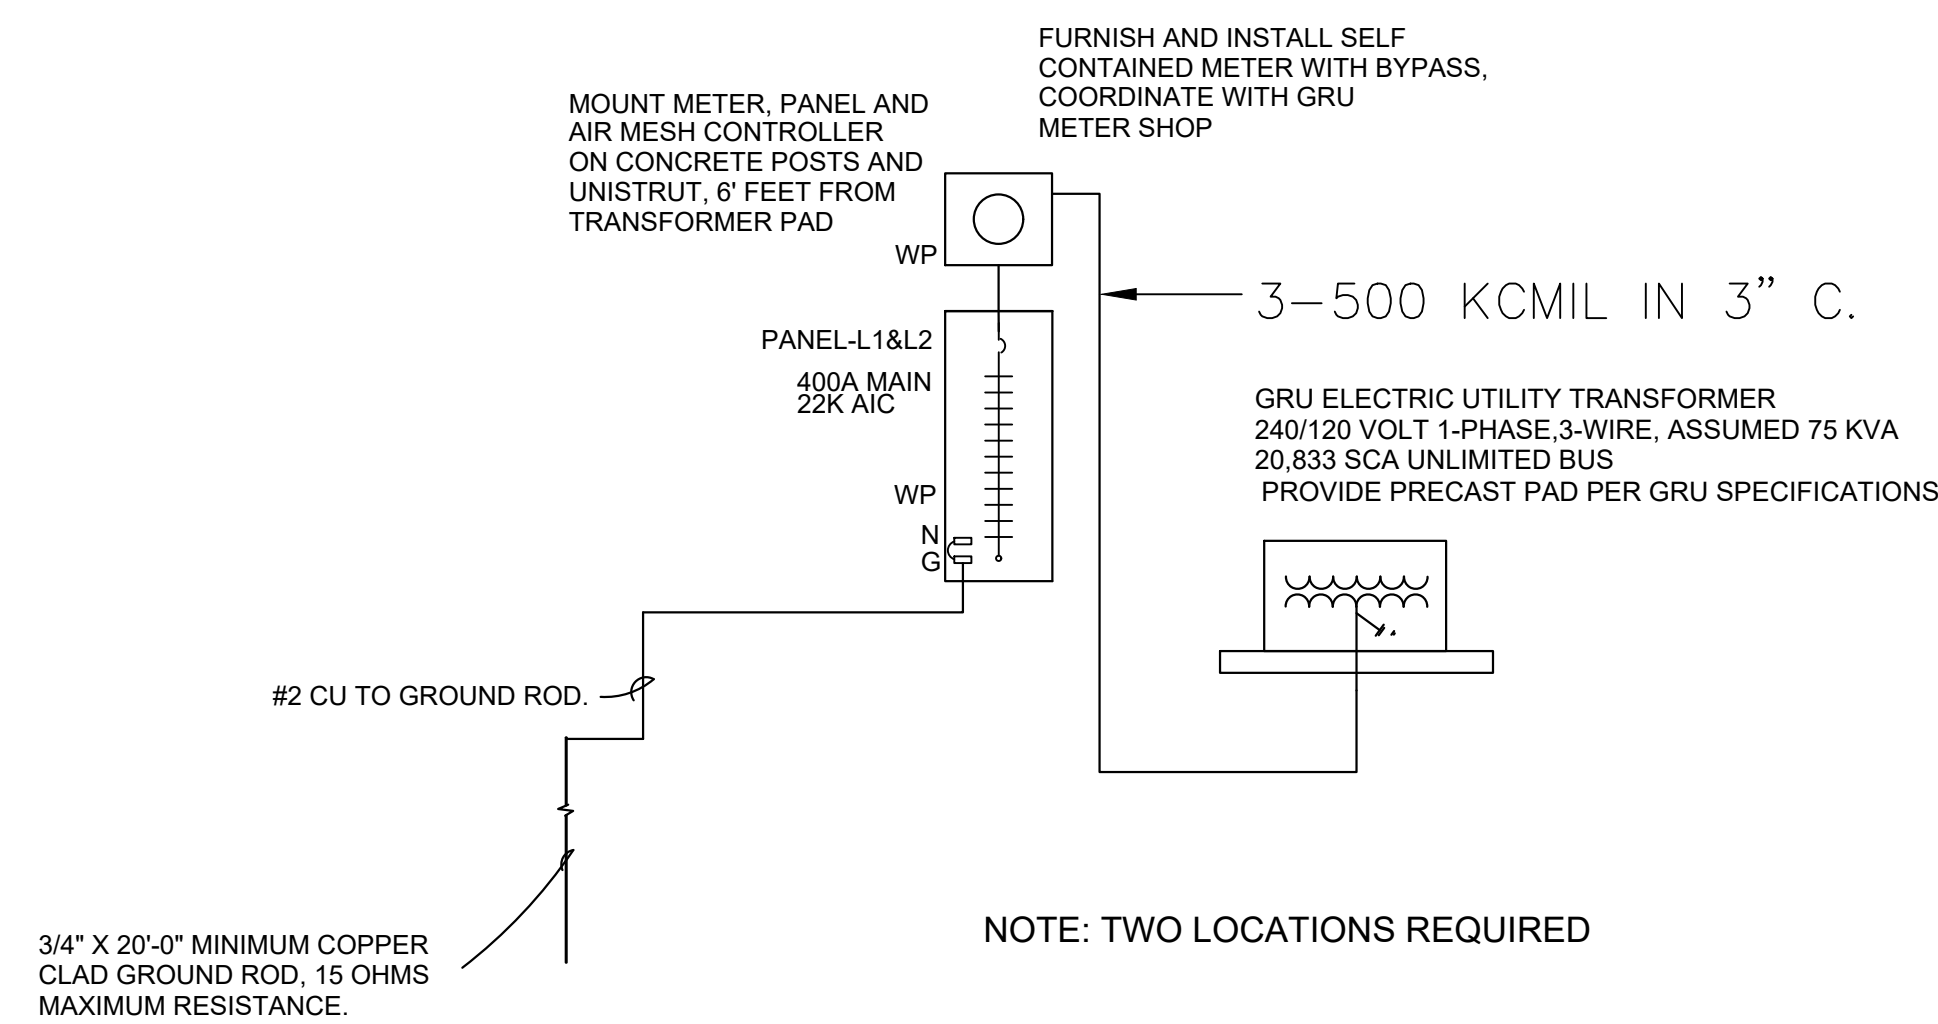 FURNISH AND INSTALL SELF
CONTAINED METER WITH BYPASS,
COORDINATE WITH GRU
METER SHOP
MOUNT METER, PANEL AND
AIR MESH CONTROLLER
ON CONCRETE POSTS AND
UNISTRUT, 6' FEET FROM
TRANSFORMER PAD
WP
3-500 KCMIL IN 3" C.
PANEL-L1&L2
400A MAIN
22K AIC
GRU ELECTRIC UTILITY TRANSFORMER
240/120 VOLT 1-PHASE,3-WIRE, ASSUMED 75 KVA
20,833 SCA UNLIMITED BUS
PROVIDE PRECAST PAD PER GRU SPECIFICATIONS
WP
N
G
#2 CU TO GROUND ROD.
NOTE: TWO LOCATIONS REQUIRED
3/4" X 20'-0" MINIMUM COPPER
CLAD GROUND ROD, 15 OHMS
MAXIMUM RESISTANCE.